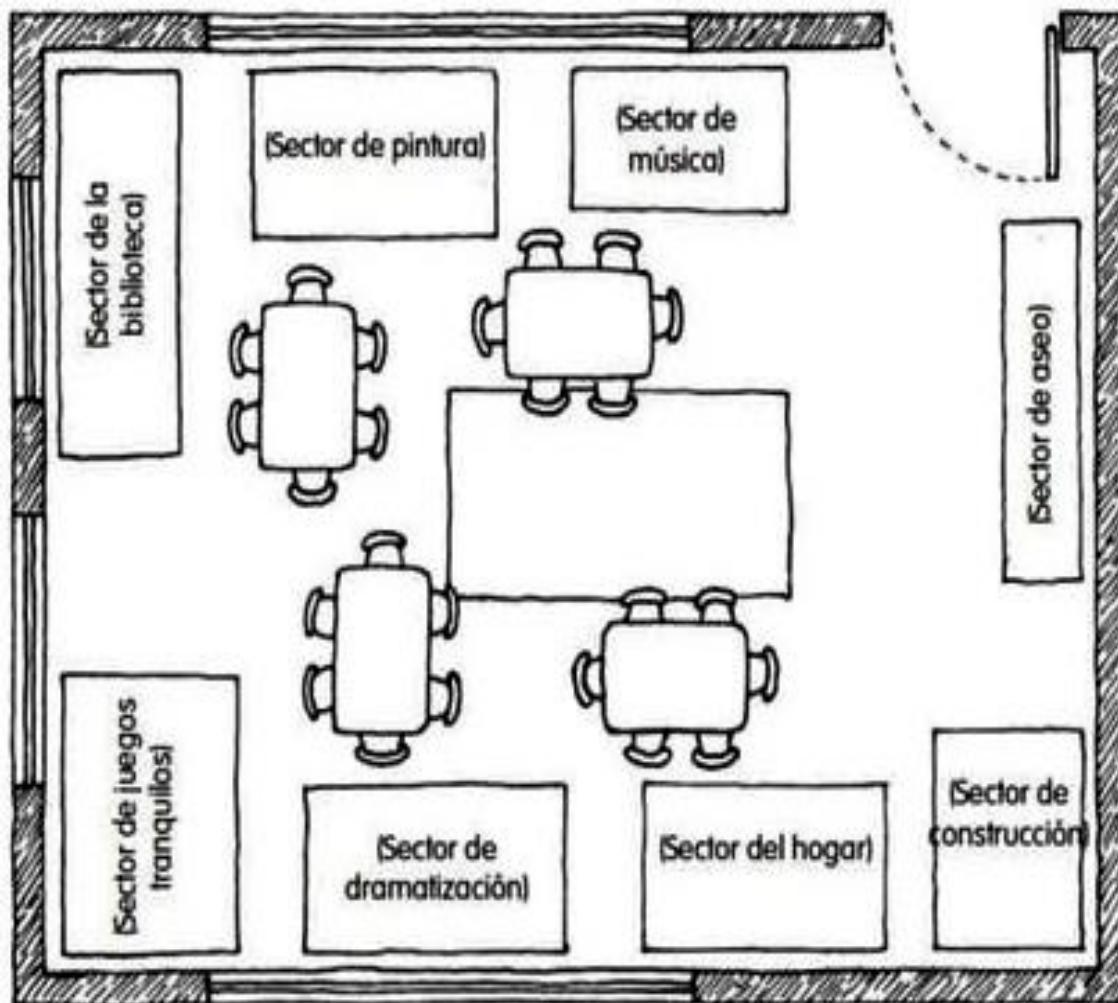 (Sector de pintura)
(Sector de
música)
(Sector de la
biblioteca)
(Sector de aseo)
(Sector de juegos
tranquilos)
(Sector de
dramatización)
(Sector del hogar)
(Sector de
construcción)